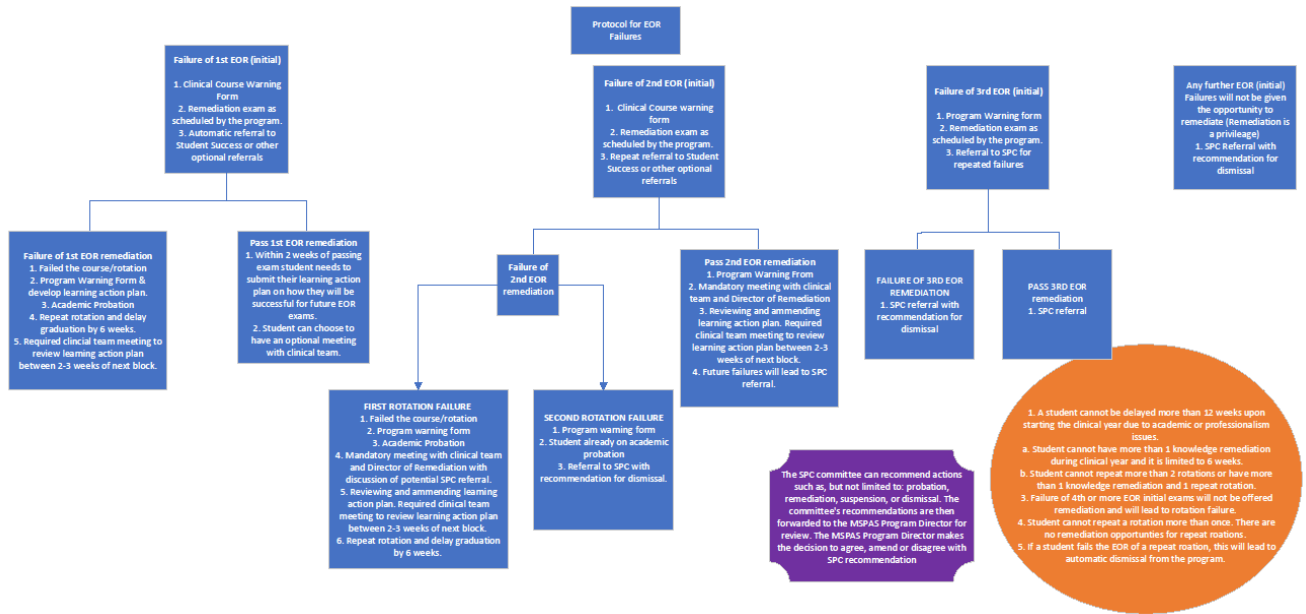 Protocol for EOR
Failures
Failure of 1st EOR (initial)
1. Clinical Course Warning
Form
2. Remediation exam as
scheduled by the program.
3. Automatic referral to
Student Success or other
optional referrals
Failure of 2nd EOR (initial)
1. Clinical Course warning
form
2. Remediation exam as
scheduled by the program.
3. Repeat referral to Student
Success or other optional
referrals
Failure of 3rd EOR (initial)
1. Program Warning form
2. Remediation exam as
scheduled by the program.
3. Referral to SPC for
repeated failures
Any further EOR (initial)
Failures will not be given
the opportunity to
remediate (Remediation is
a privileage)
1. SPC Referral with
recommendation for
dismissal
Failure of 1st EOR remediation
1. Failed the course/rotation
2. Program Warning Form &
develop learning action plan.
3. Academic Probation
4. Repeat rotation and delay
graduation by 6 weeks.
5. Required clincial team meeting to
review learning action plan
between 2-3 weeks of next block.
Pass 1st EOR remediation
1. Within 2 weeks of passing
exam student needs to
submit their learning action
plan on how they will be
successful for future EOR
exams.
2. Student can choose to
have an optional meeting
with clinical team.
Failure of
2nd EOR
remediation
Pass 2nd EOR remediation
1. Program Warning From
2. Mandatory meeting with clinical
team and Director of Remediation
3. Reviewing and ammending
learning action plan. Required
clinical team meeting to review
learning action plan between 2-3
weeks of next block.
4. Future failures will lead to SPC
referral.
FAILURE OF 3RD EOR
REMEDIATION
1. SPC referral with
recommendation for
dismissal
PASS 3RD EOR
remediation
1. SPC referral
FIRST ROTATION FAILURE
1. Failed the course/rotation
2. Program warning form
3. Academic Probation
4. Mandatory meeting with clinical team
and Director of Remediation with
discussion of potential SPC referral.
5. Reviewing and ammending learning
action plan. Required clinical team
meeting to review learning action plan
between 2-3 weeks of next block.
6. Repeat rotation and delay graduation
by 6 weeks.
SECOND ROTATION FAILURE
1. Program warning form
2. Student already on academic
probation
3. Referral to SPC with
recommendation for dismissal.
The SPC committee can recommend actions
such as, but not limited to: probation,
remediation, suspension, or dismissal. The
committee's recommendations are then
forwarded to the MSPAS Program Director for
review. The MSPAS Program Director makes
the decision to agree, amend or disagree with
SPC recommendation
1. A student cannot be delayed more than 12 weeks upon
starting the clinical year due to academic or professionalism
issues.
a. Student cannot have more than 1 knowledge remediation
during clinical year and it is limited to 6 weeks.
b. Student cannot repeat more than 2 rotations or have more
than 1 knowledge remediation and 1 repeat rotation.
3. Failure of 4th or more EOR initial exams will not be offered
remediation and will lead to rotation failure.
4. Student cannot repeat a rotation more than once. There are
no remediation opportunties for repeat roations.
5. If a student fails the EOR of a repeat roation, this will lead to
automatic dismissal from the program.